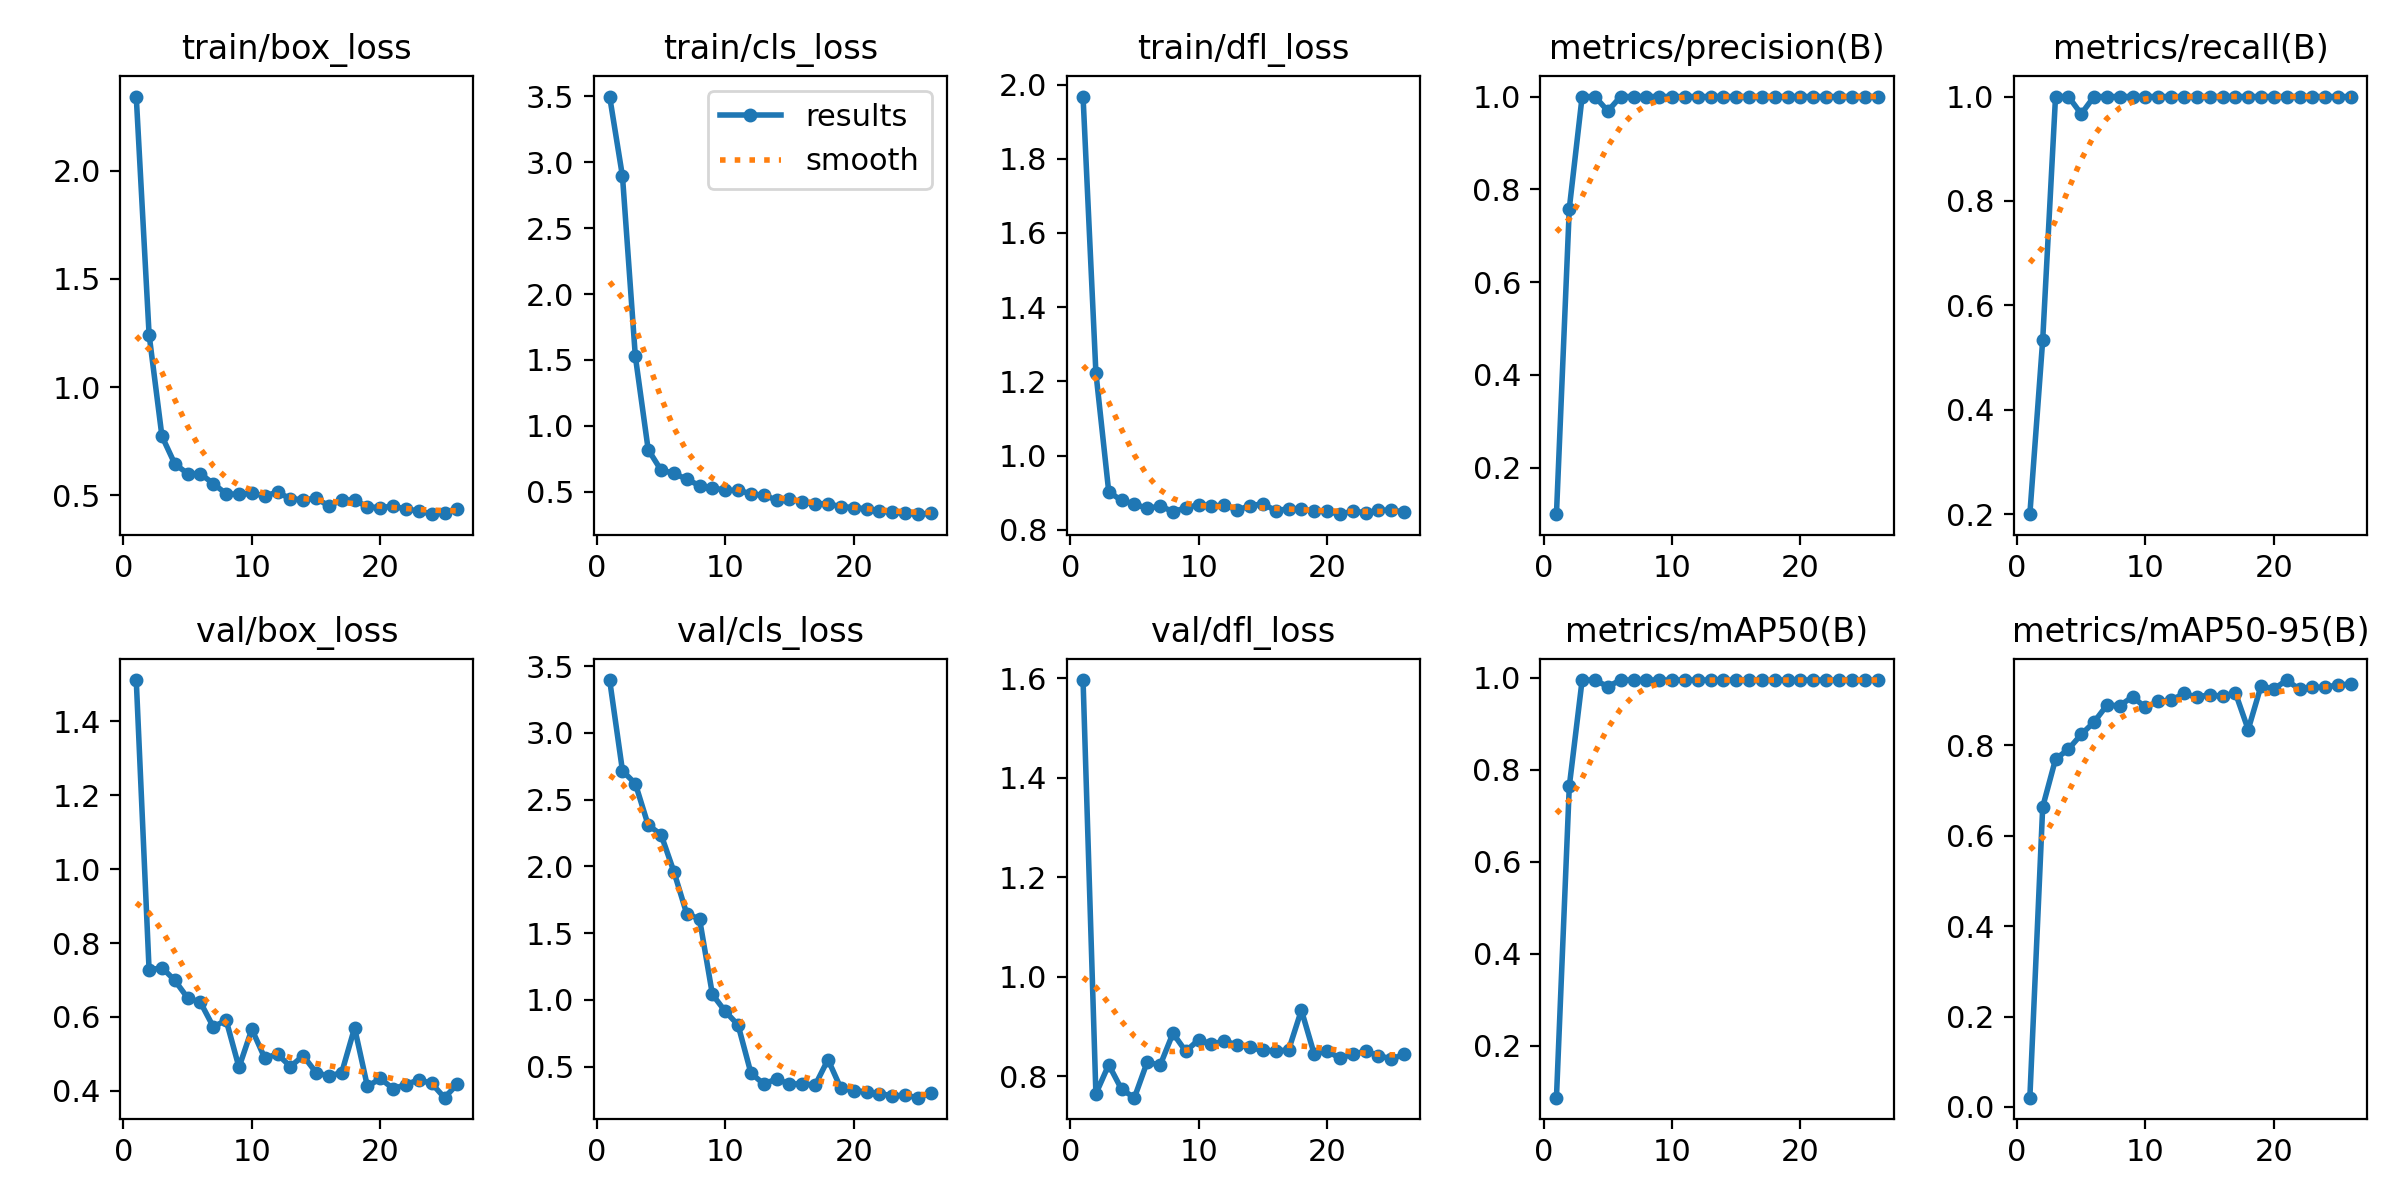 train/box_loss
train/cls_loss
train/dfl_loss
metrics/precision(B)
metrics/recall(B)
2.0
1.5
1.0
0.5
0 10 20
results
smooth
3.5
3.0
2.5
2.0
1.5
1.0
0.5
0 10 20
2.0
1.8
1.6
1.4
1.2
1.0
0.8
0 10 20
1.0
0.8
0.6
0.4
0.2
0 10 20
1.0
0.8
0.6
0.4
0.2
0 10 20
val/box_loss
val/cls_loss
val/dfl_loss
metrics/mAP50(B)
metrics/mAP50-95(B)
1.4
1.2
1.0
0.8
0.6
0.4
0 10 20
3.5
3.0
2.5
2.0
1.5
1.0
0.5
0 10 20
1.6
1.4
1.2
1.0
0.8
0 10 20
1.0
0.8
0.6
0.4
0.2
0 10 20
0.8
0.6
0.4
0.2
0.0
0 10 20